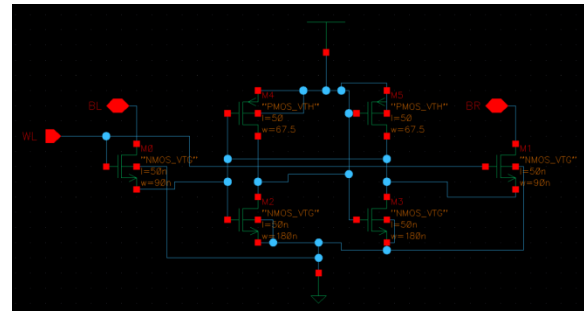 M4
"PMOS_VTH"
l=50
w=67.5
M5
"PMOS_VTH"
l=50
w=67.5
BL
BR
WL
M0
"NMOS_VTG"
l=50n
w=90n
M1
"NMOS_VTG"
l=50n
w=90n
M2
"NMOS_VTG"
l=50n
w=180n
M3
"NMOS_VTG"
l=50n
w=180n